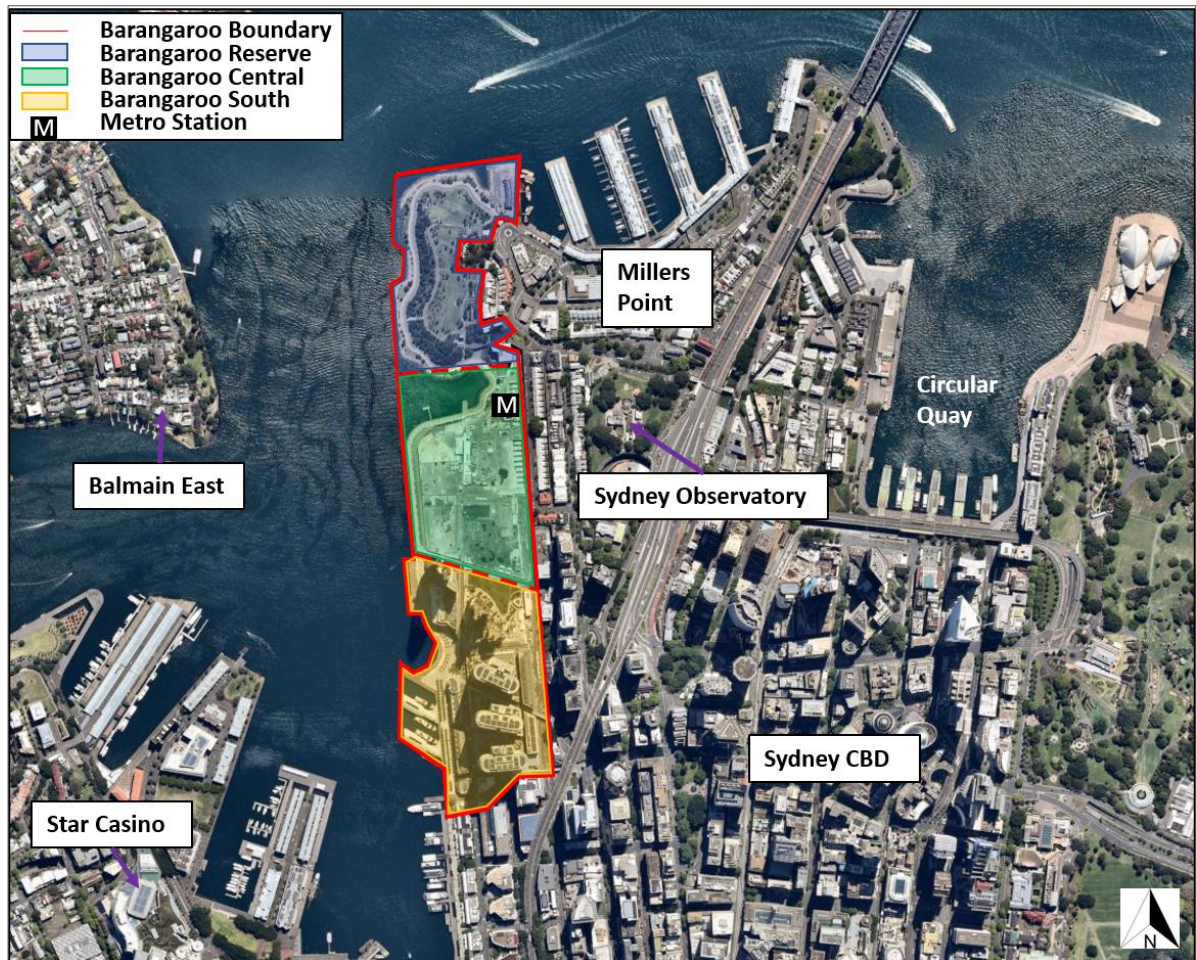 Barangaroo Boundary
Barangaroo Reserve
Barangaroo Central
Barangaroo South
M
Metro Station
Millers
Point
Circular
Quay
M
Balmain East
Sydney Observatory
Sydney CBD
Star Casino
N